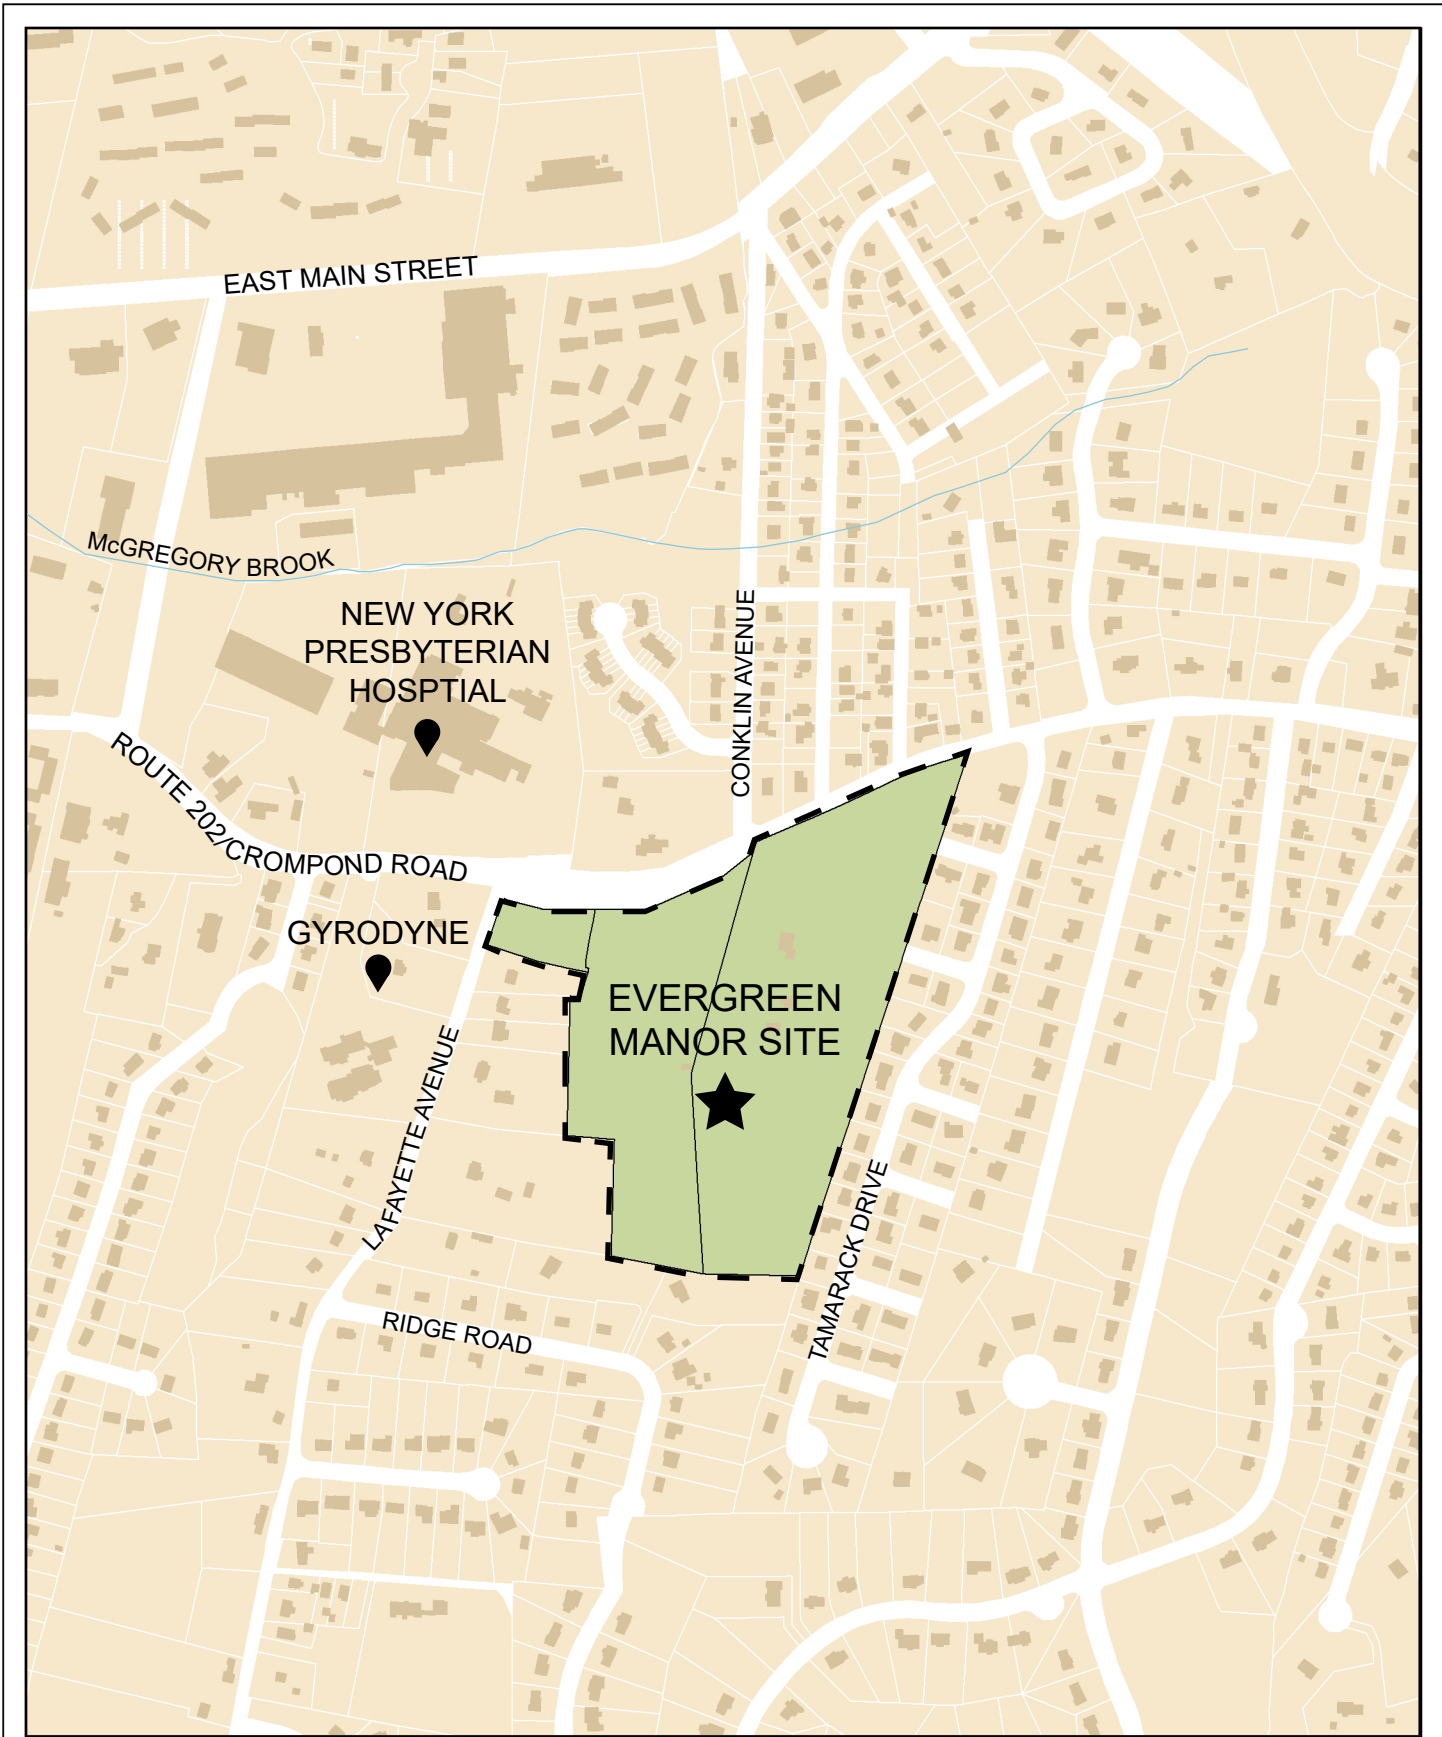 EAST MAIN STREET
McGREGORY BROOK
NEW YORK
PRESBYTERIAN
HOSPTIAL
CONKLIN AVENUE
ROUTE 202/CROMPOND ROAD
GYRODYNE
EVERGREEN
MANOR SITE
LAFAYETTE AVENUE
TAMARACK DRIVE
RIDGE ROAD